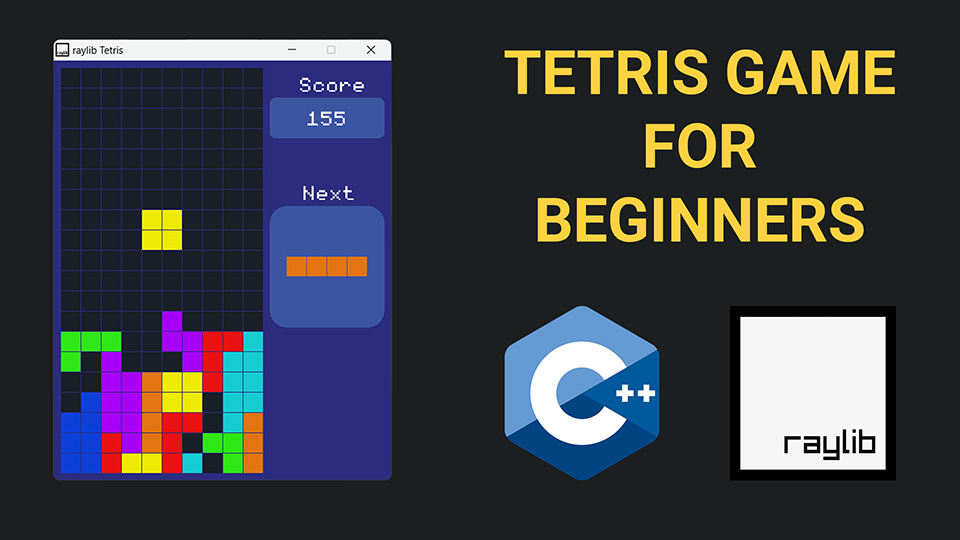 raylib Tetris
Score
155
Next
TETRIS GAME
FOR
BEGINNERS
C++
raylib